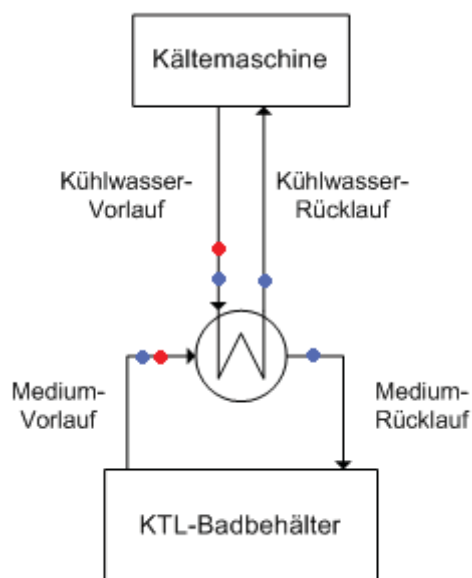 Kältemaschine
Kühlwasser-
Vorlauf
Kühlwasser-
Rücklauf
Medium-
Vorlauf
Medium-
Rücklauf
KTL-Badbehälter